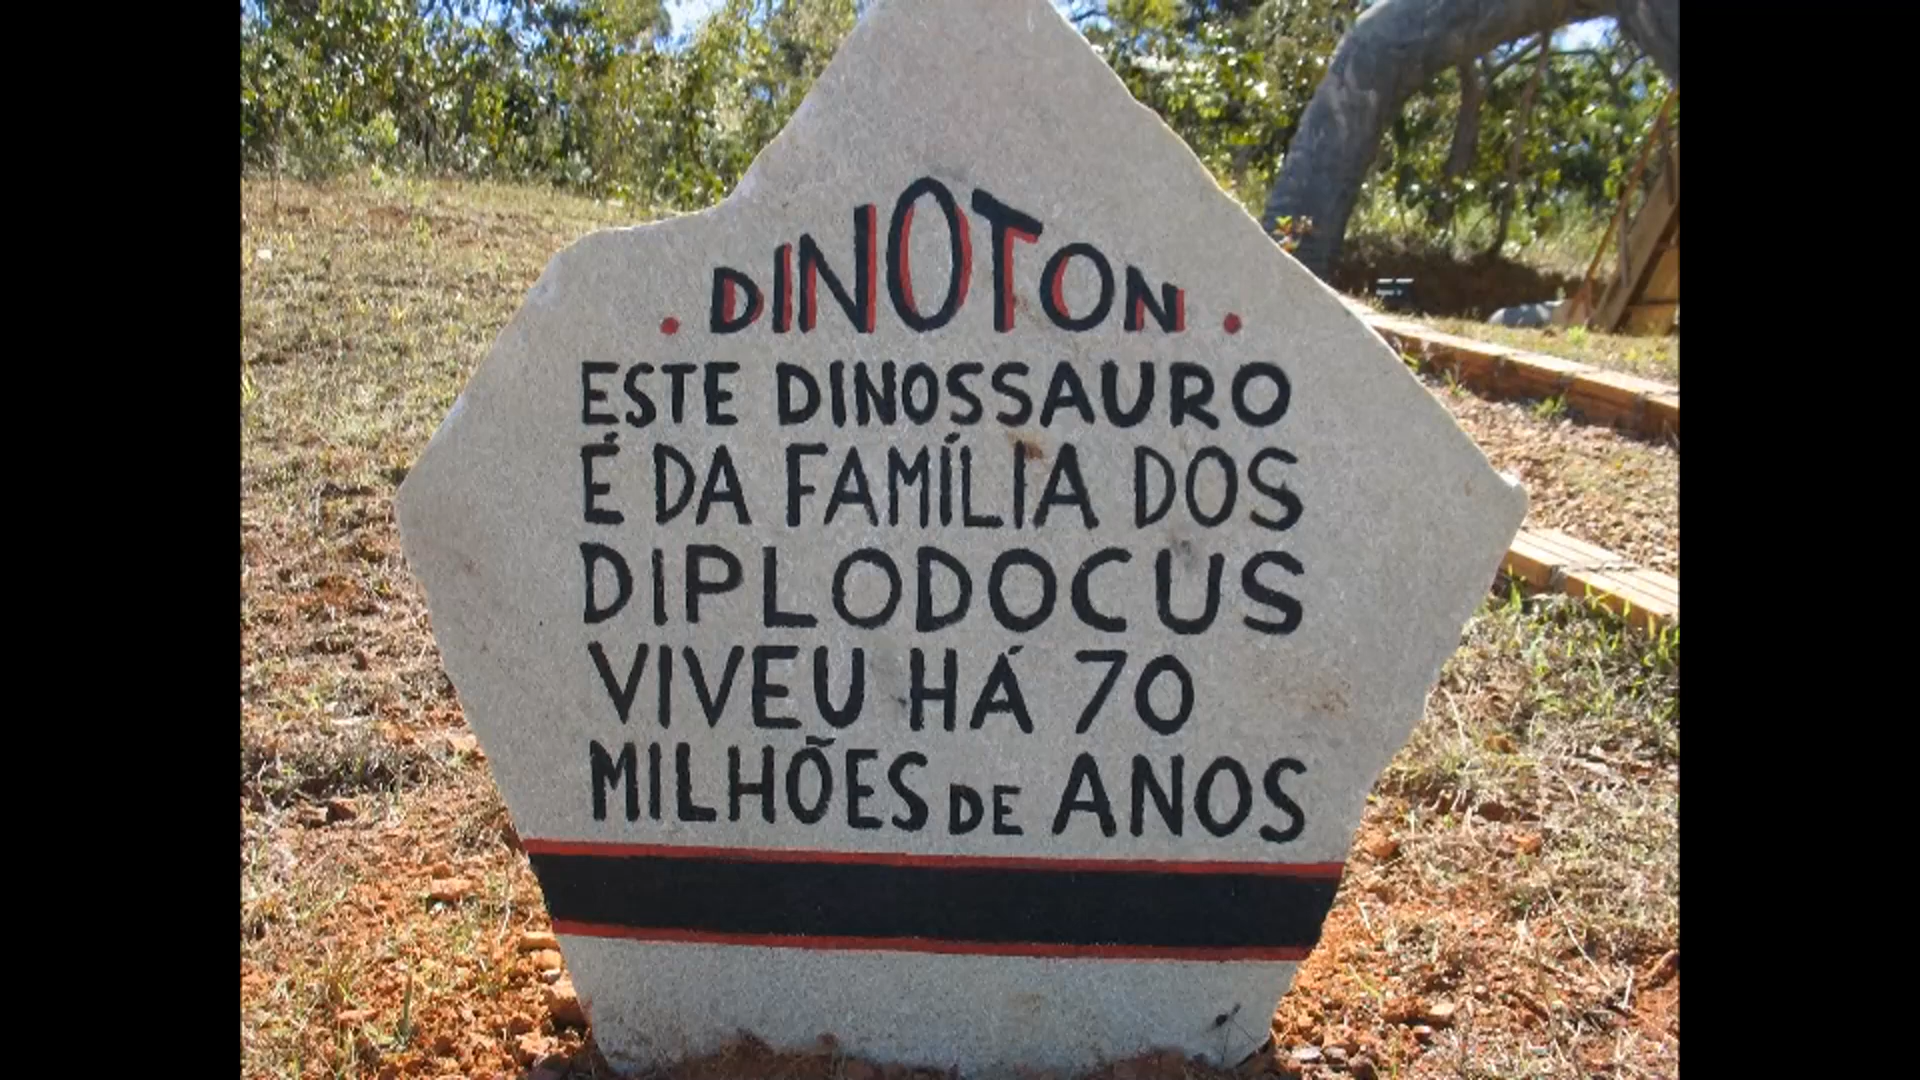 . DINOTON .
ESTE DINOSSAURO
É DA FAMÍLIA DOS
DIPLODOCUS
VIVEU HÁ 70
MILHÕES DE ANOS